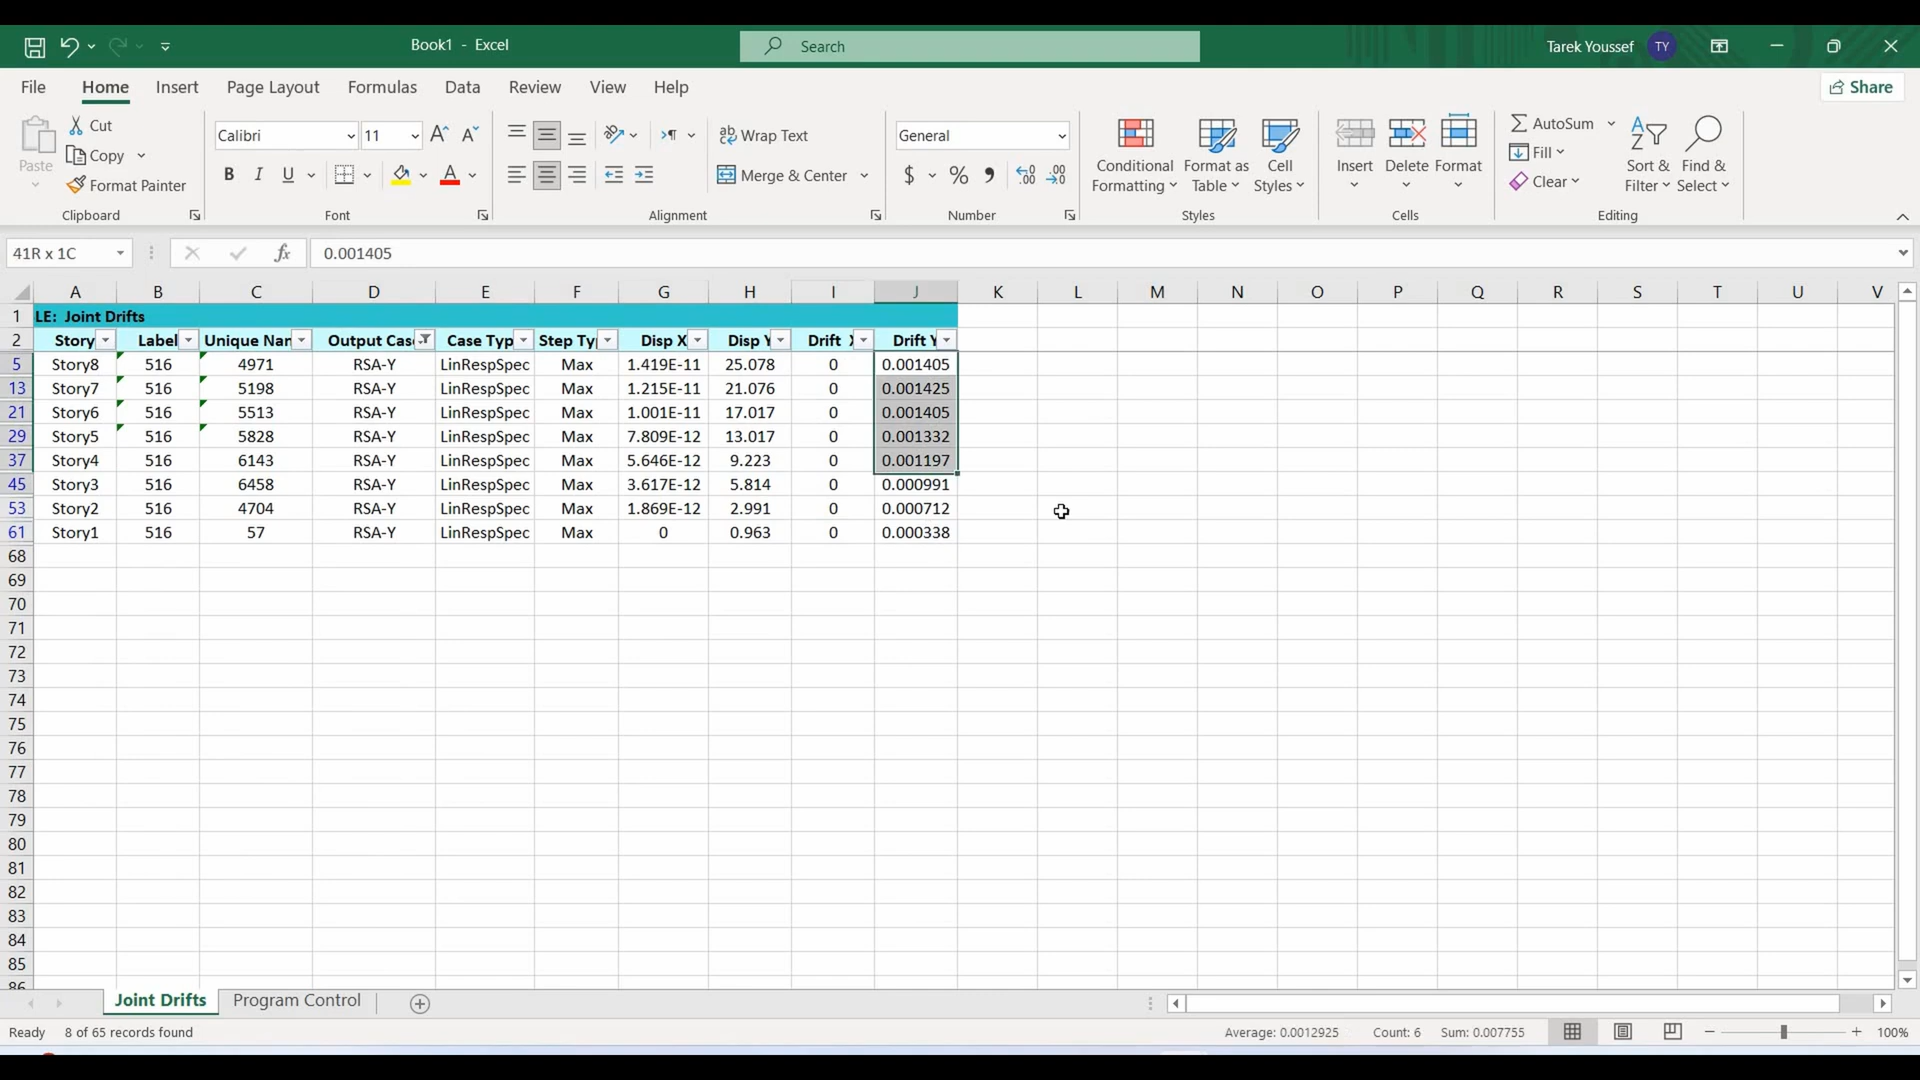 Book1 - Excel
Search
Tarek Youssef TY
File Home Insert Page Layout Formulas Data Review View Help
Share
Paste
Cut
Copy
Format Painter
Clipboard
Calibri 11
B I U
Font
Wrap Text
Merge & Center
Alignment
General
$ %
Number
Conditional Formatting
Format as Table
Cell Styles
Styles
Insert Delete Format
Cells
AutoSum
Fill
Clear
Sort & Filter
Find & Select
Editing
41R x 1C fx 0.001405
A B C D E F G H I J K L M N O P Q R S T U V
1 LE: Joint Drifts
2 Story Label Unique Nan Output Cas Case Typ Step Ty Disp X Disp Y Drift X Drift Y
5 Story8 516 4971 RSA-Y LinRespSpec Max 1.419E-11 25.078 0 0.001405
13 Story7 516 5198 RSA-Y LinRespSpec Max 1.215E-11 21.076 0 0.001425
21 Story6 516 5513 RSA-Y LinRespSpec Max 1.001E-11 17.017 0 0.001405
29 Story5 516 5828 RSA-Y LinRespSpec Max 7.809E-12 13.017 0 0.001332
37 Story4 516 6143 RSA-Y LinRespSpec Max 5.646E-12 9.223 0 0.001197
45 Story3 516 6458 RSA-Y LinRespSpec Max 3.617E-12 5.814 0 0.000991
53 Story2 516 4704 RSA-Y LinRespSpec Max 1.869E-12 2.991 0 0.000712
61 Story1 516 57 RSA-Y LinRespSpec Max 0 0.963 0 0.000338
68
69
70
71
72
73
74
75
76
77
78
79
80
81
82
83
84
85
86
Joint Drifts Program Control
Ready 8 of 65 records found Average: 0.0012925 Count: 6 Sum: 0.007755 100%